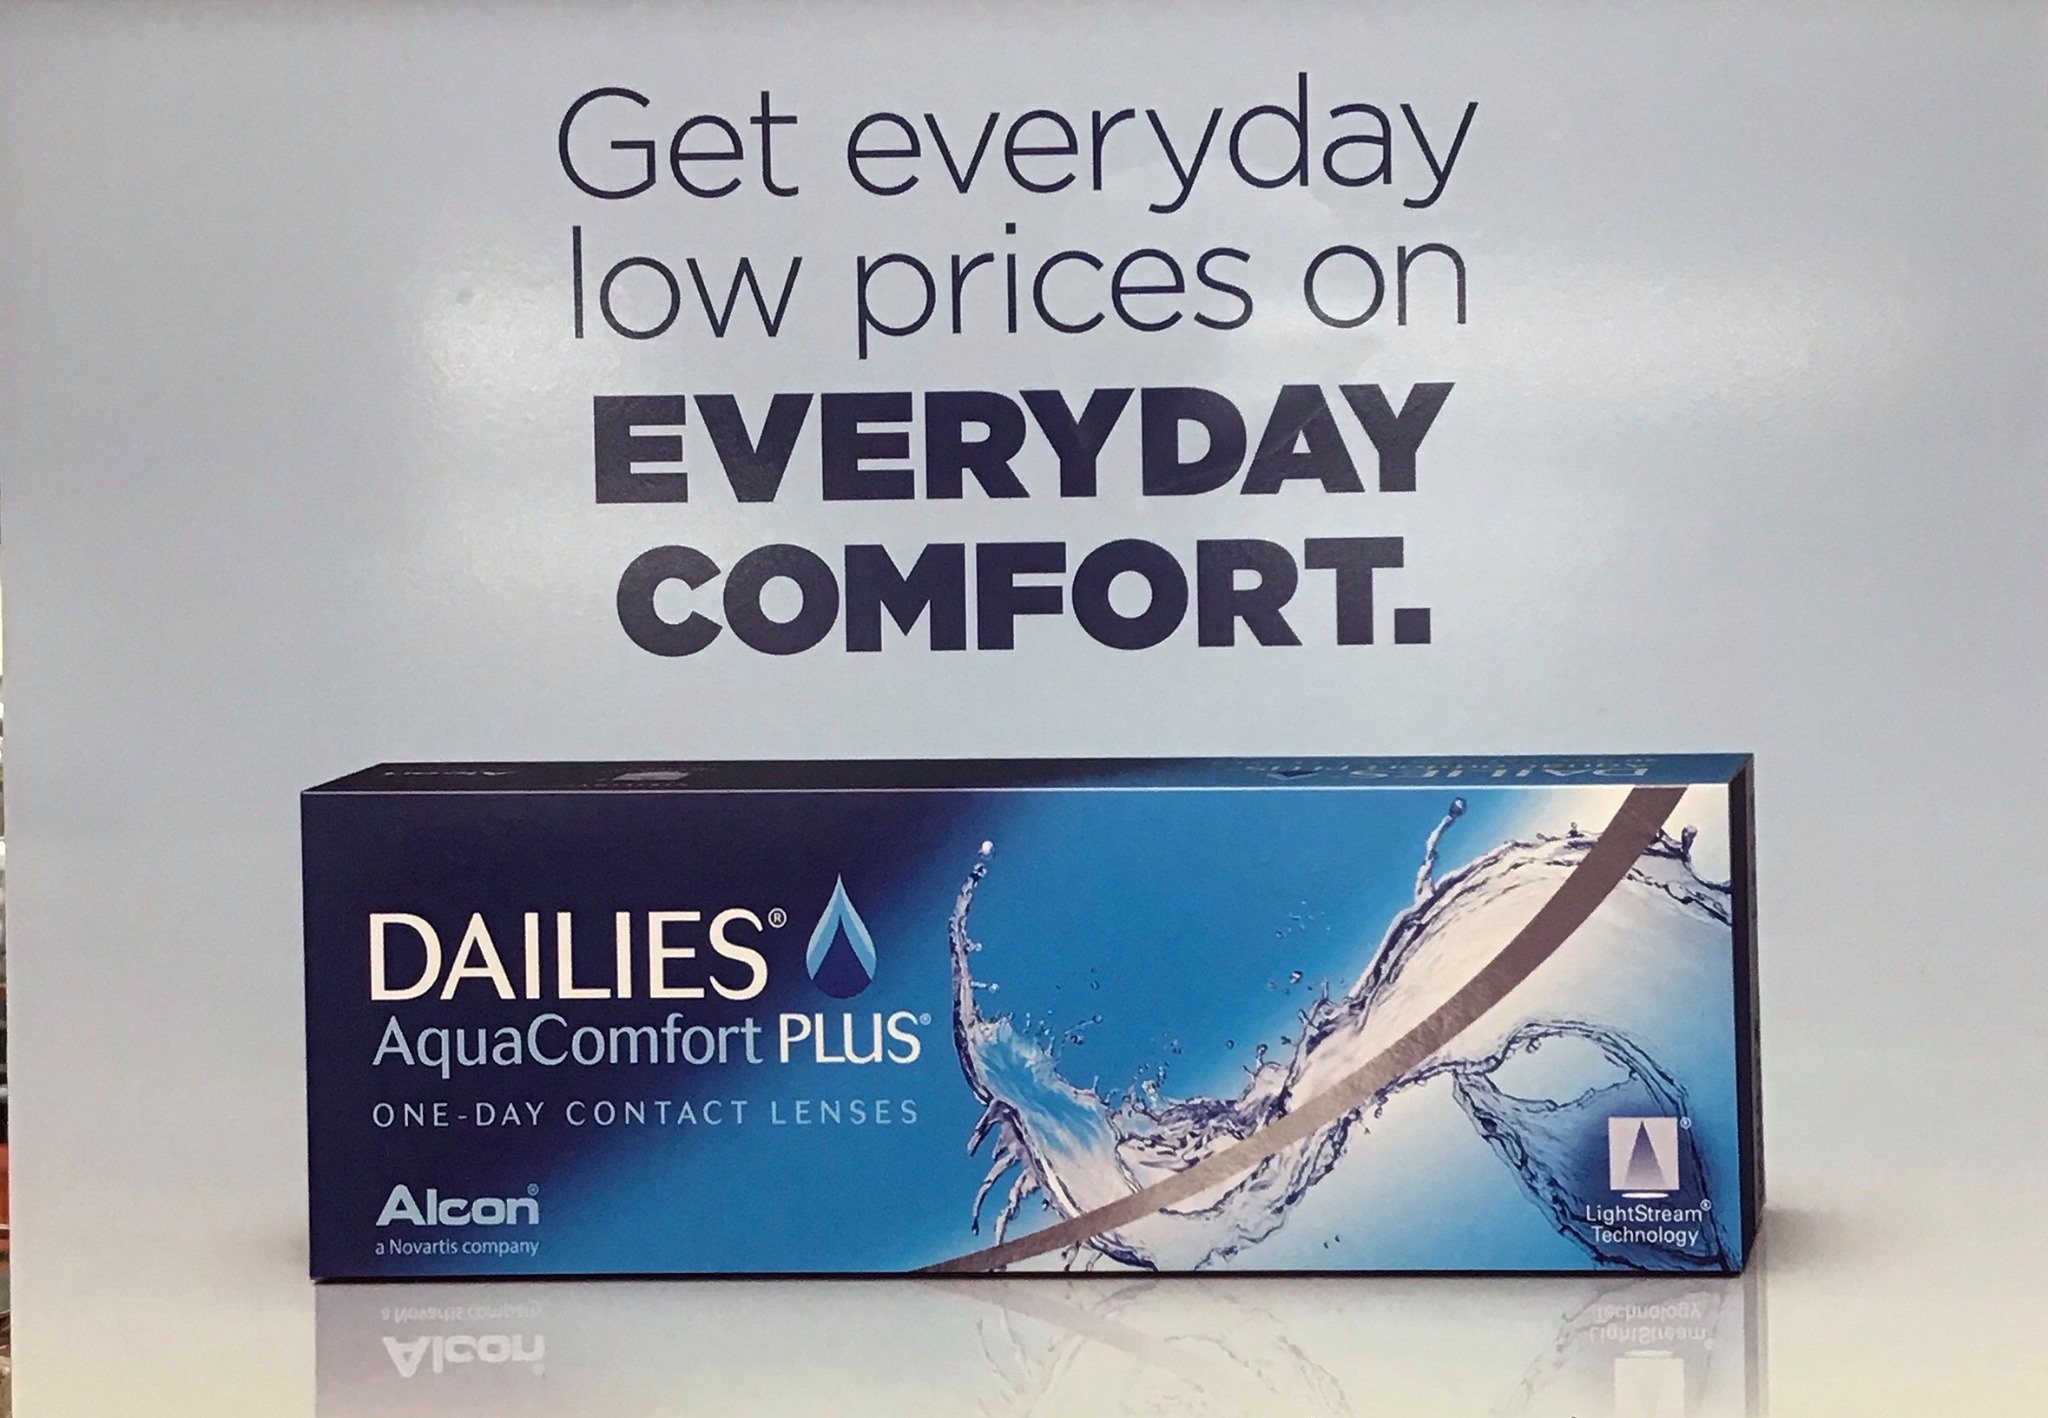 Get everyday
low prices on
EVERYDAY
COMFORT.
DAILIES®
AquaComfort PLUS®
ONE-DAY CONTACT LENSES
Alcon®
a Novartis company
®
LightStream®
Technology